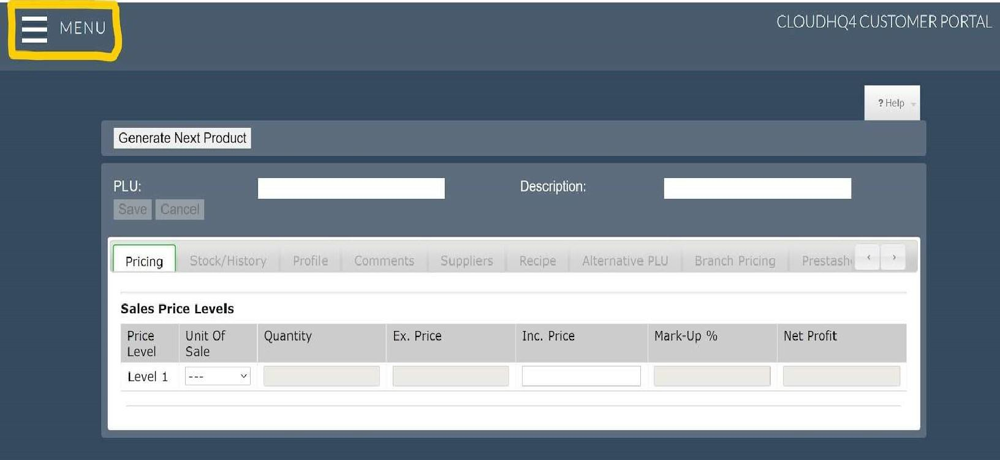 MENU
CLOUDHQ4 CUSTOMER PORTAL
? Help
Generate Next Product
PLU:
Description:
Save Cancel
Pricing Stock/History Profile Comments Suppliers Recipe Alternative PLU Branch Pricing Prestash
Sales Price Levels
Price Level Unit Of Sale Quantity Ex. Price Inc. Price Mark-Up % Net Profit
Level 1 ---